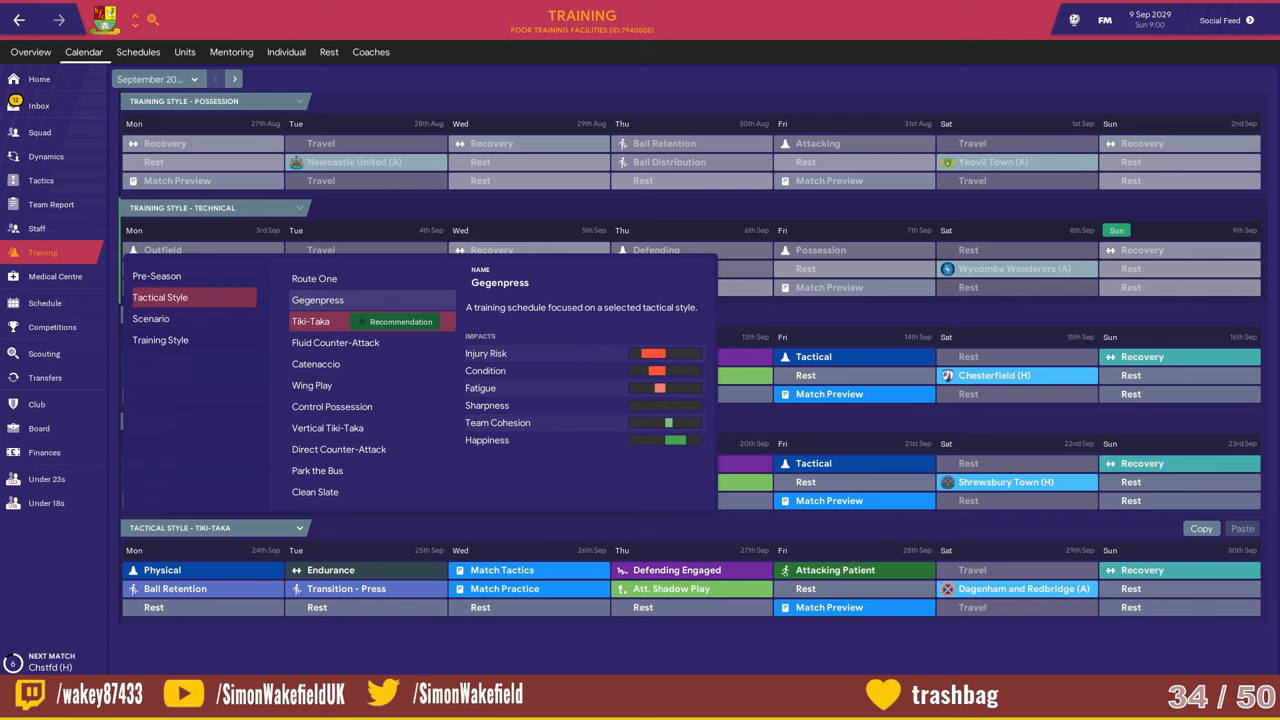 TRAINING
POOR TRAINING FACILITIES (ID:7940505)
FM
9 Sep 2029
Sun 9:00
Social Feed
Overview Calendar Schedules Units Mentoring Individual Rest Coaches
Home
12
Inbox
Squad
Dynamics
Tactics
Team Report
Staff
Training
Medical Centre
Schedule
Competitions
Scouting
Transfers
Club
Board
Finances
Under 23s
Under 18s
6
NEXT MATCH
Chstfd (H)
September 20...
TRAINING STYLE - POSSESSION
Mon 27th Aug Tue 28th Aug Wed 29th Aug Thu 30th Aug Fri 31st Aug Sat 1st Sep Sun 2nd Sep
Recovery Travel Recovery Ball Retention Attacking Travel Recovery
Rest Newcastle United (A) Rest Ball Distribution Rest Yeovil Town (A) Rest
Match Preview Travel Rest Rest Match Preview Travel Rest
TRAINING STYLE - TECHNICAL
Mon 3rd Sep Tue 4th Sep Wed 5th Sep Thu 6th Sep Fri 7th Sep Sat 8th Sep Sun 9th Sep
Outfield Travel Recovery Defending Possession Rest Recovery
Wycombe Wanderers (A) Rest
Match Preview Rest
Pre-Season
Tactical Style
Scenario
Training Style
Route One
Gegenpress
Tiki-Taka Recommendation
Fluid Counter-Attack
Catenaccio
Wing Play
Control Possession
Vertical Tiki-Taka
Direct Counter-Attack
Park the Bus
Clean Slate
NAME
Gegenpress
A training schedule focused on a selected tactical style.
IMPACTS
Injury Risk
Condition
Fatigue
Sharpness
Team Cohesion
Happiness
13th Sep Fri 14th Sep Sat 15th Sep Sun 16th Sep
Tactical Rest Recovery
Rest Chesterfield (H) Rest
Match Preview Rest Rest
20th Sep Fri 21st Sep Sat 22nd Sep Sun 23rd Sep
Tactical Rest Recovery
Rest Shrewsbury Town (H) Rest
Match Preview Rest Rest
TACTICAL STYLE - TIKI-TAKA
Copy Paste
Mon 24th Sep Tue 25th Sep Wed 26th Sep Thu 27th Sep Fri 28th Sep Sat 29th Sep Sun 30th Sep
Physical Endurance Match Tactics Defending Engaged Attacking Patient Travel Recovery
Ball Retention Transition - Press Match Practice Att. Shadow Play Rest Dagenham and Redbridge (A) Rest
Rest Rest Rest Rest Match Preview Travel Rest
/wakey87433 /SimonWakefieldUK /SimonWakefield trashbag 34 / 50